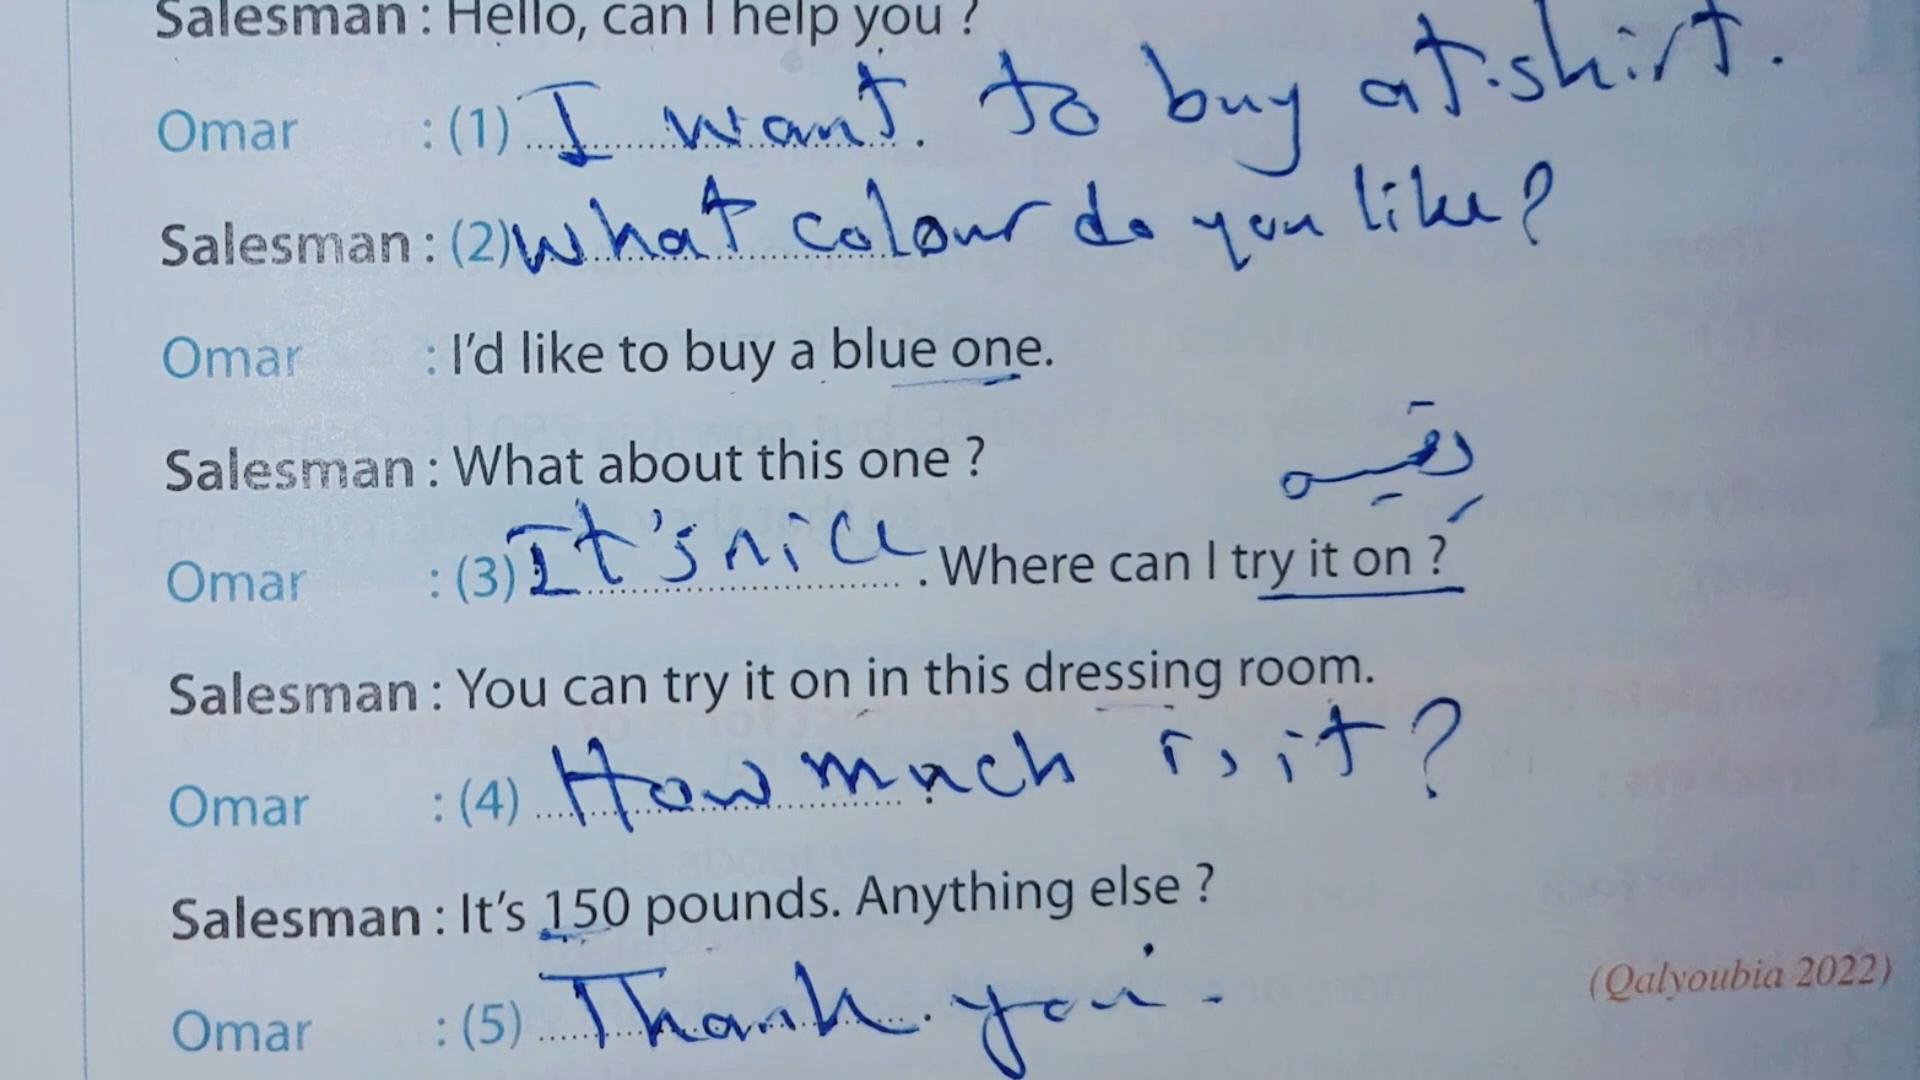 Salesman : Hello, can I help you ?
Omar : (1) I want to buy a t.shirt.
Salesman : (2) What colour do you like?
Omar : I'd like to buy a blue one.
Salesman : What about this one ?
Omar : (3) It's nice. Where can I try it on ?
Salesman : You can try it on in this dressing room.
Omar : (4) How much is it?
Salesman : It's 150 pounds. Anything else ?
(Qalyoubia 2022)
Omar : (5) Thank you.